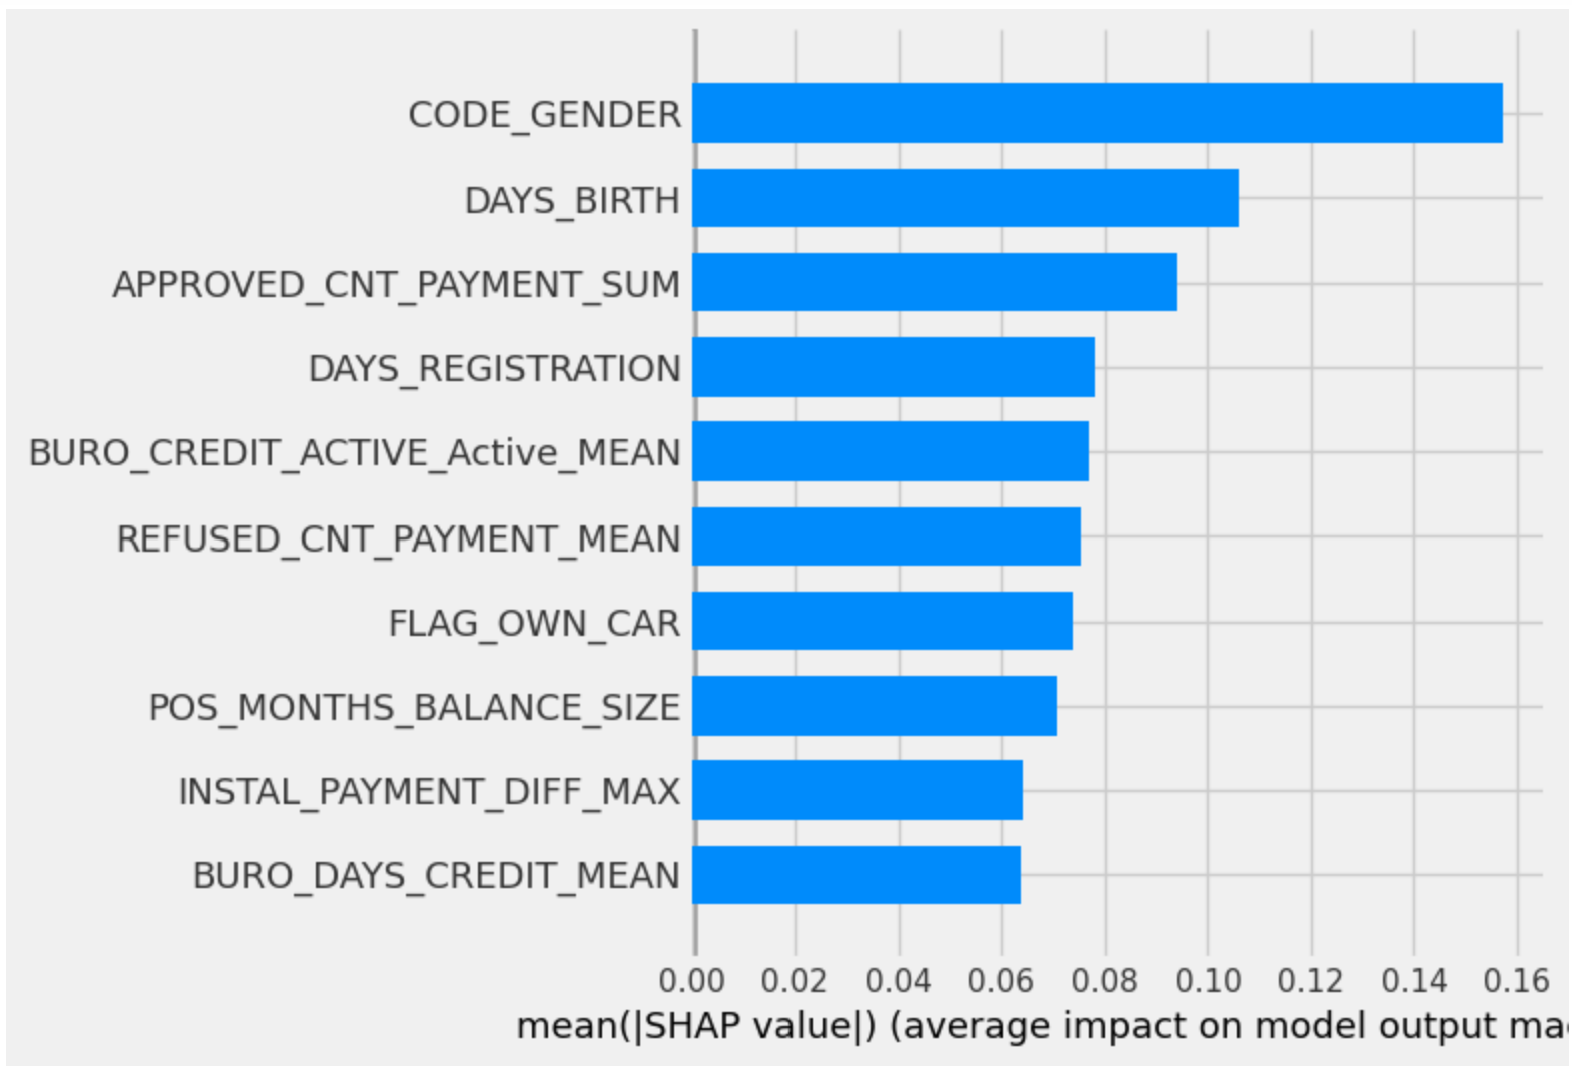 CODE_GENDER
DAYS_BIRTH
APPROVED_CNT_PAYMENT_SUM
DAYS_REGISTRATION
BURO_CREDIT_ACTIVE_Active_MEAN
REFUSED_CNT_PAYMENT_MEAN
FLAG_OWN_CAR
POS_MONTHS_BALANCE_SIZE
INSTAL_PAYMENT_DIFF_MAX
BURO_DAYS_CREDIT_MEAN
0.00 0.02 0.04 0.06 0.08 0.10 0.12 0.14 0.16
mean(|SHAP value|) (average impact on model output